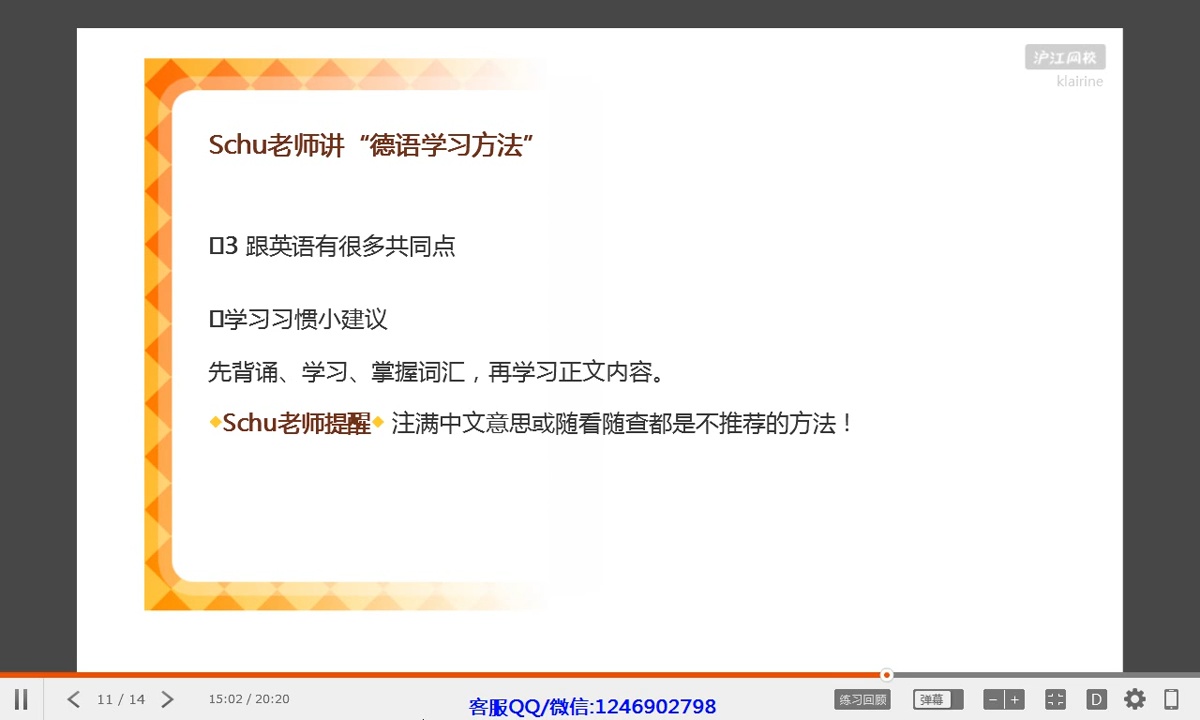 沪江网校
klairine
Schu老师讲“德语学习方法”
3 跟英语有很多共同点
学习习惯小建议
先背诵、学习、掌握词汇，再学习正文内容。
Schu老师提醒 注满中文意思或随看随查都是不推荐的方法！
11 / 14
15:02 / 20:20
客服QQ/微信:1246902798
练习回顾
弹幕
D